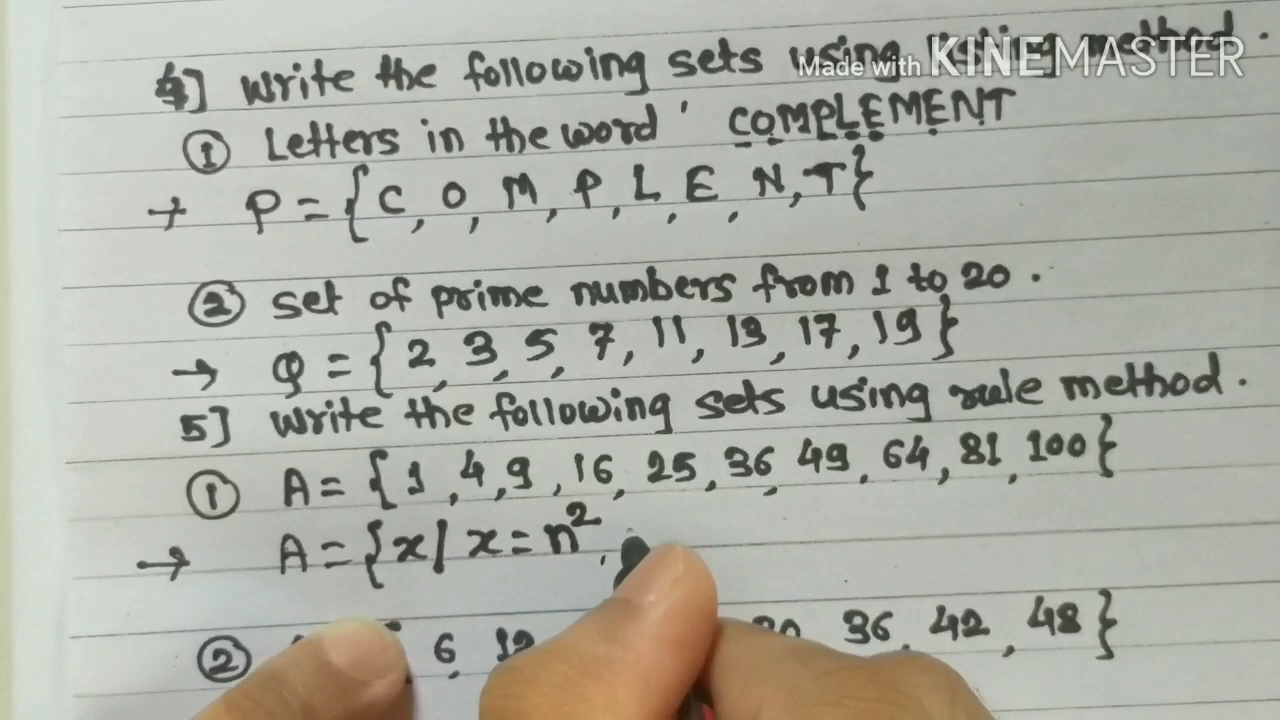 4] Write the following sets using listing method.
Made with KINEMASTER
① Letters in the word ' COMPLEMENT
→ P = {C, O, M, P, L, E, N, T}
② set of prime numbers from 1 to 20.
→ Q = {2, 3, 5, 7, 11, 13, 17, 19}
5] Write the following sets using rule method.
① A = {1, 4, 9, 16, 25, 36, 49, 64, 81, 100}
→ A = {x | x = n²,
② 6, 12 36, 42, 48}